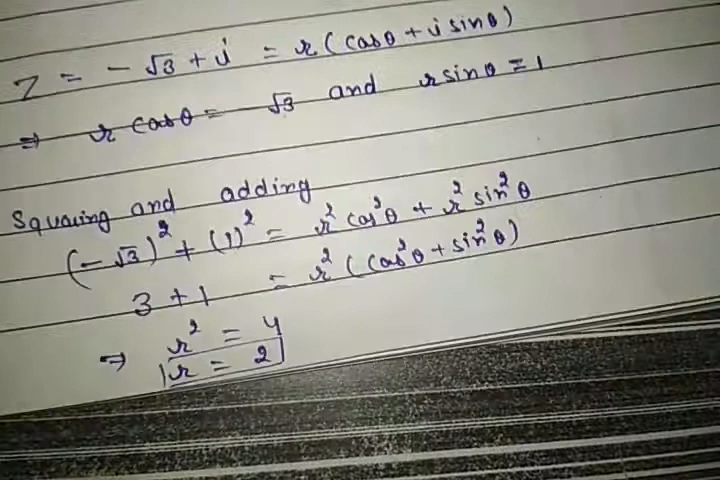 Z = - √3 + i = r (cosθ + i sinθ)
⇒ r cosθ = √3 and r sinθ = 1
Squaring and adding
(- √3)² + (1)² = r² cos²θ + r² sin²θ
3 + 1 = r² (cos²θ + sin²θ)
⇒ r² = 4
r = 2